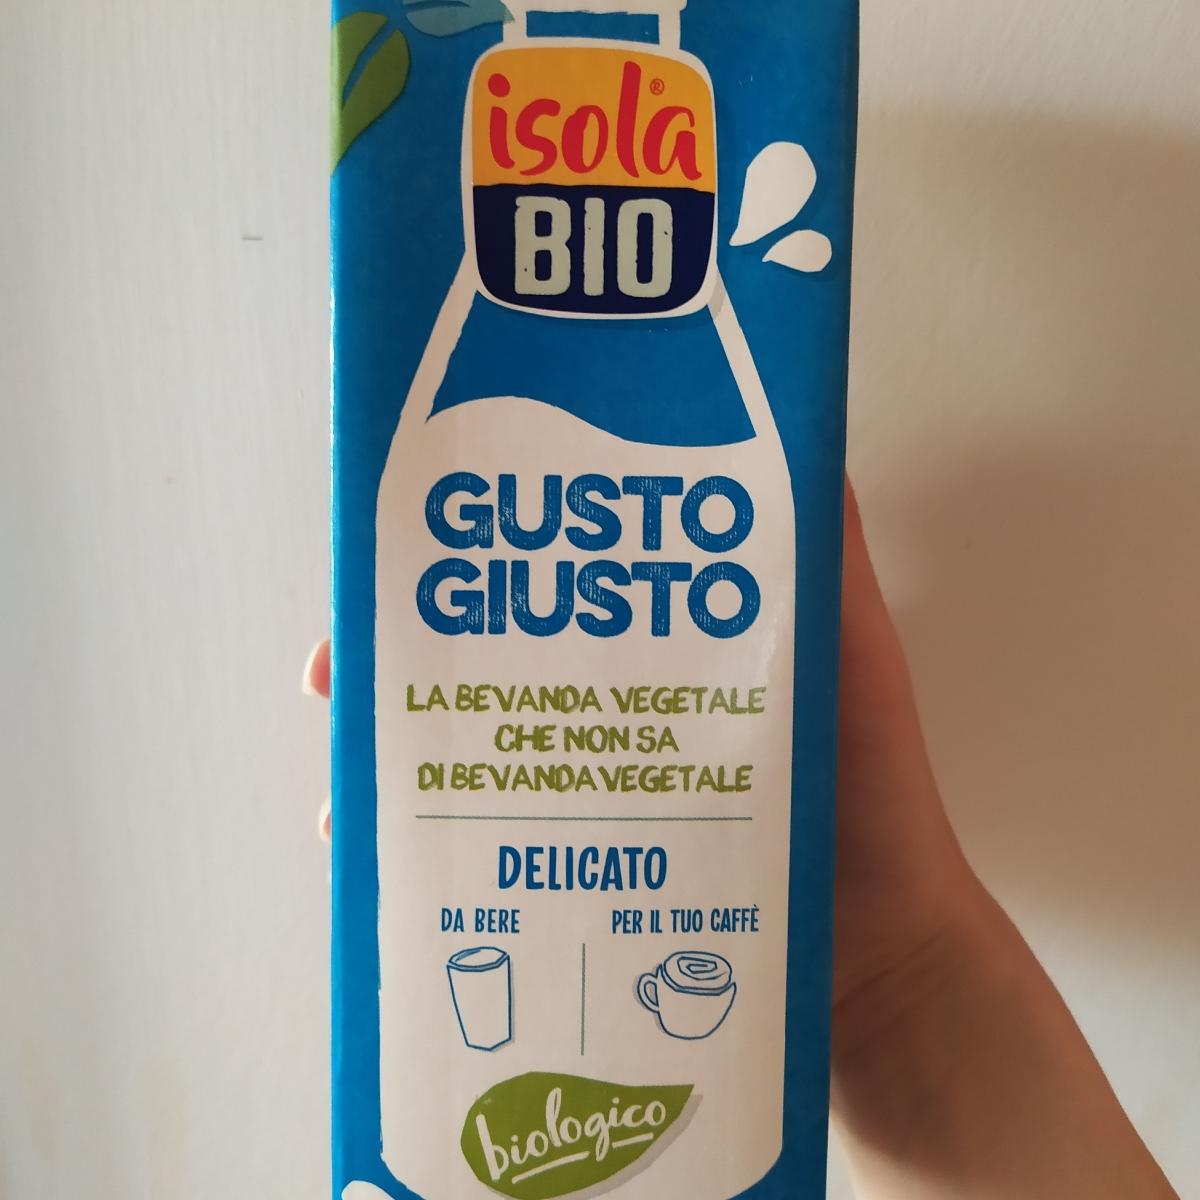 isola®
BIO
GUSTO
GIUSTO
LA BEVANDA VEGETALE
CHE NON SA
DI BEVANDA VEGETALE
DELICATO
DA BERE
PER IL TUO CAFFÈ
biologico